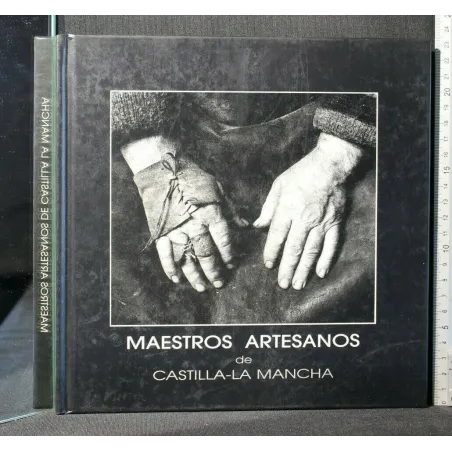 MAESTROS ARTESANOS
de
CASTILLA-LA MANCHA
MAESTROS ARTESANOS DE CASTILLA LA MANCHA